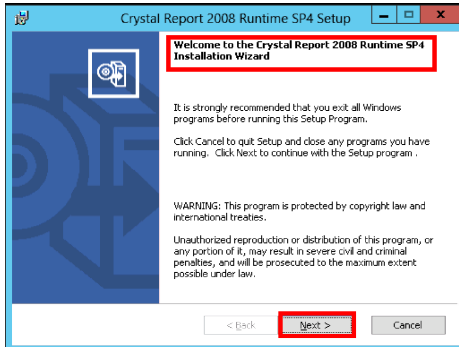 Crystal Report 2008 Runtime SP4 Setup
Welcome to the Crystal Report 2008 Runtime SP4
Installation Wizard
It is strongly recommended that you exit all Windows
programs before running this Setup Program.
Click Cancel to quit Setup and close any programs you have
running. Click Next to continue with the Setup program .
WARNING: This program is protected by copyright law and
international treaties.
Unauthorized reproduction or distribution of this program, or
any portion of it, may result in severe civil and criminal
penalties, and will be prosecuted to the maximum extent
possible under law.
< Back Next > Cancel